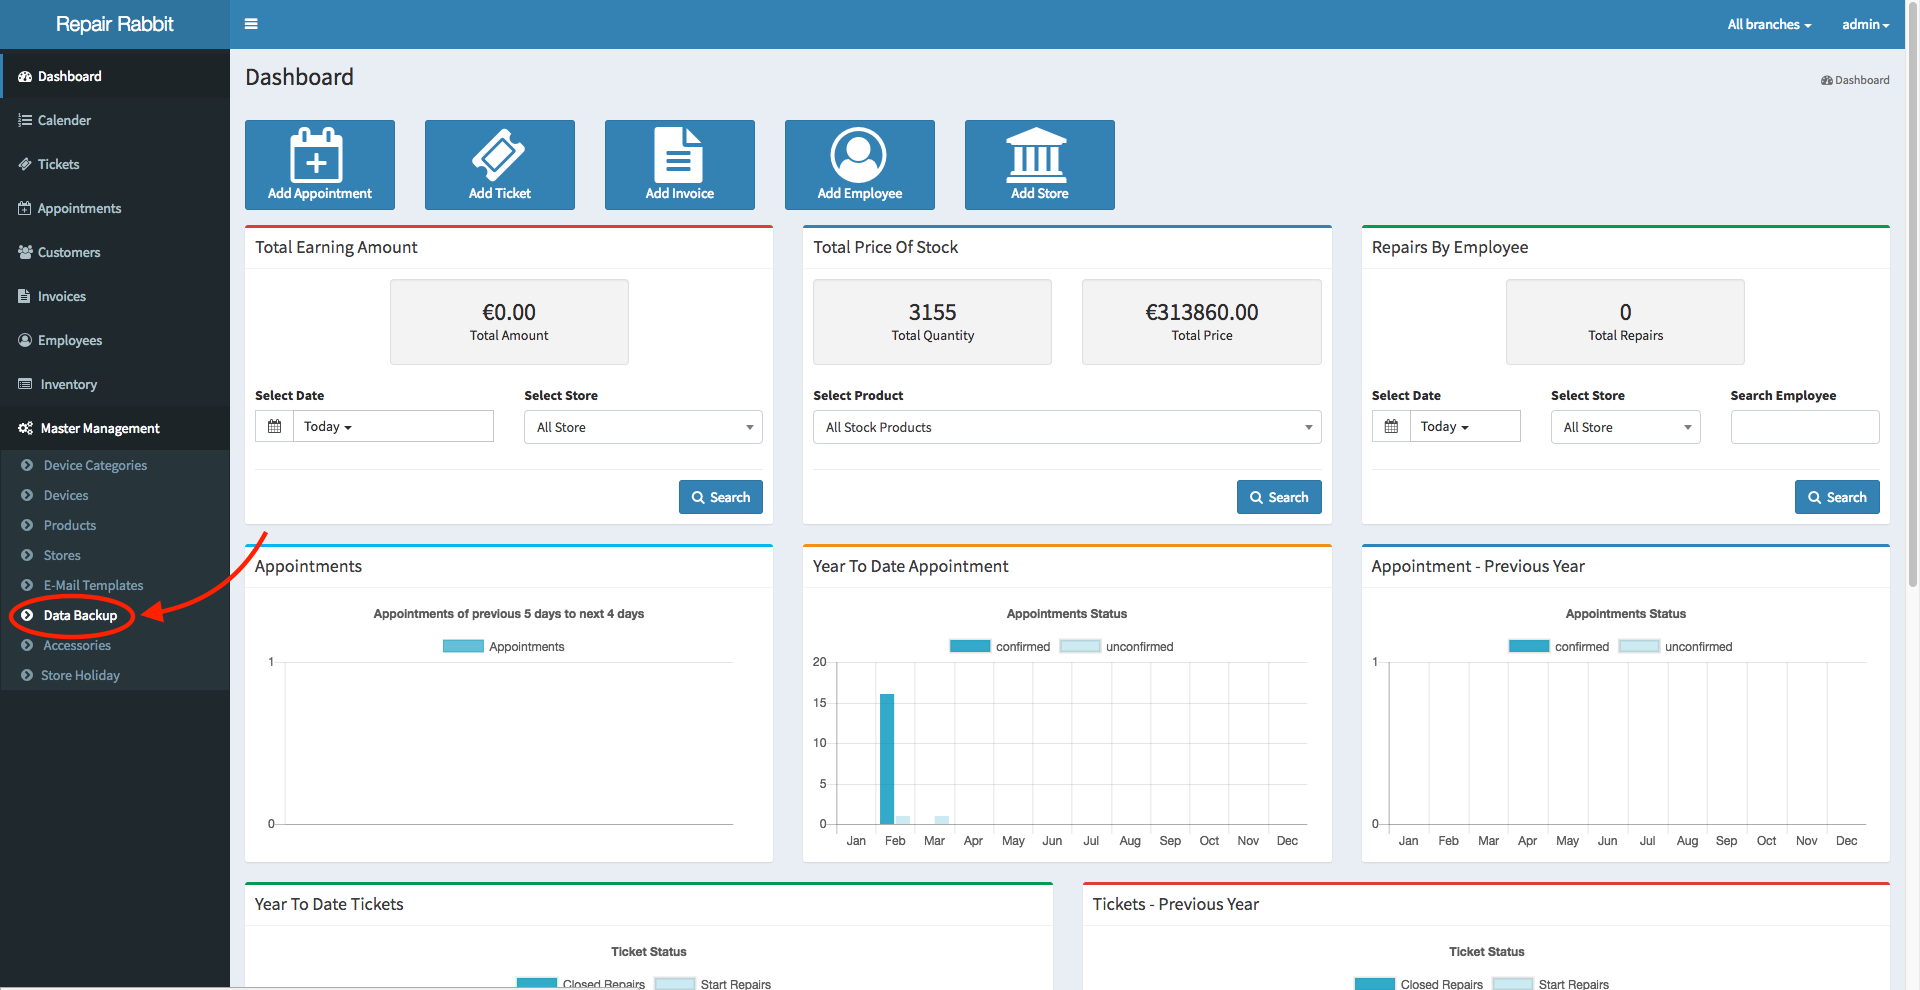 Repair Rabbit
All branches
admin
Dashboard
Calender
Tickets
Appointments
Customers
Invoices
Employees
Inventory
Master Management
Device Categories
Devices
Products
Stores
E-Mail Templates
Data Backup
Accessories
Store Holiday
Dashboard
Dashboard
Add Appointment
Add Ticket
Add Invoice
Add Employee
Add Store
Total Earning Amount
€0.00
Total Amount
Select Date
Select Store
Today
All Store
Search
Total Price Of Stock
3155
Total Quantity
€313860.00
Total Price
Select Product
All Stock Products
Search
Repairs By Employee
0
Total Repairs
Select Date
Select Store
Search Employee
Today
All Store
Search
Appointments
Appointments of previous 5 days to next 4 days
Appointments
1
0
Year To Date Appointment
Appointments Status
confirmed unconfirmed
20
15
10
5
0
Jan Feb Mar Apr May Jun Jul Aug Sep Oct Nov Dec
Appointment - Previous Year
Appointments Status
confirmed unconfirmed
1
0
Jan Feb Mar Apr May Jun Jul Aug Sep Oct Nov Dec
Year To Date Tickets
Ticket Status
Closed Repairs Start Repairs
Tickets - Previous Year
Ticket Status
Closed Repairs Start Repairs